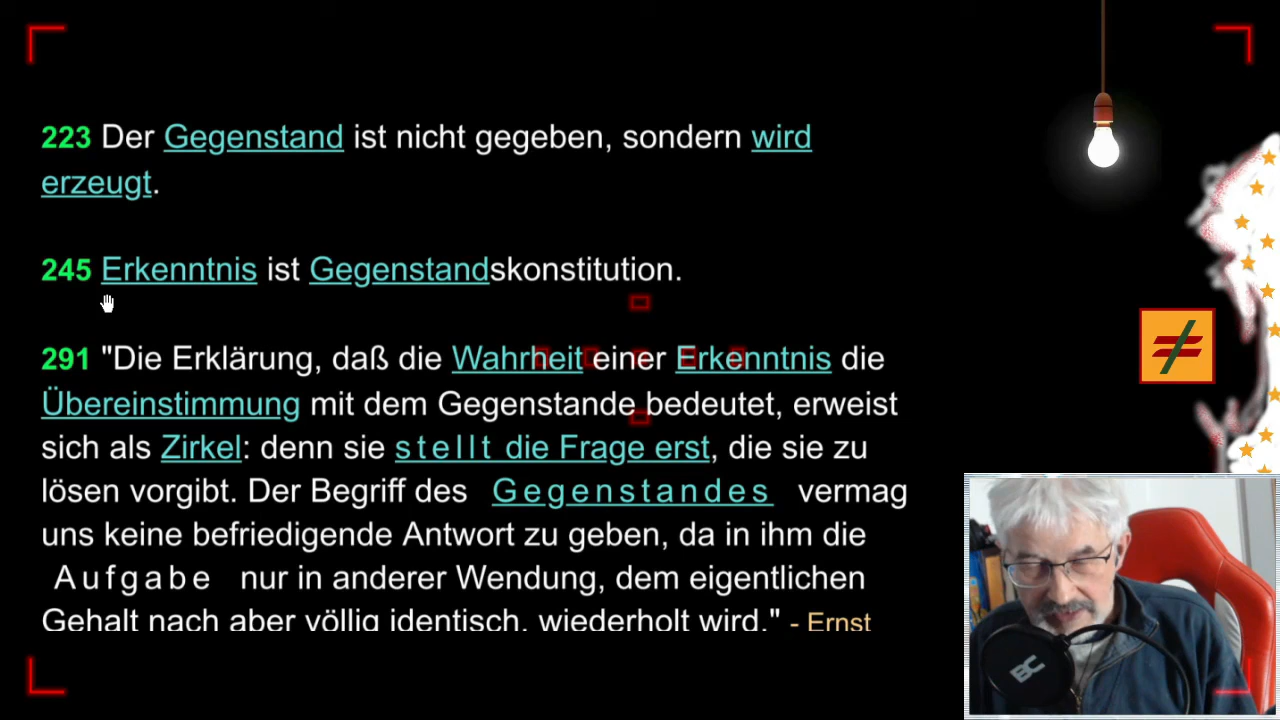 223 Der Gegenstand ist nicht gegeben, sondern wird
erzeugt.
245 Erkenntnis ist Gegenstandskonstitution.
291 "Die Erklärung, daß die Wahrheit einer Erkenntnis die
Übereinstimmung mit dem Gegenstande bedeutet, erweist
sich als Zirkel: denn sie stellt die Frage erst, die sie zu
lösen vorgibt. Der Begriff des Gegenstandes vermag
uns keine befriedigende Antwort zu geben, da in ihm die
Aufgabe nur in anderer Wendung, dem eigentlichen
Gehalt nach aber völlig identisch, wiederholt wird." - Ernst
≠
BC